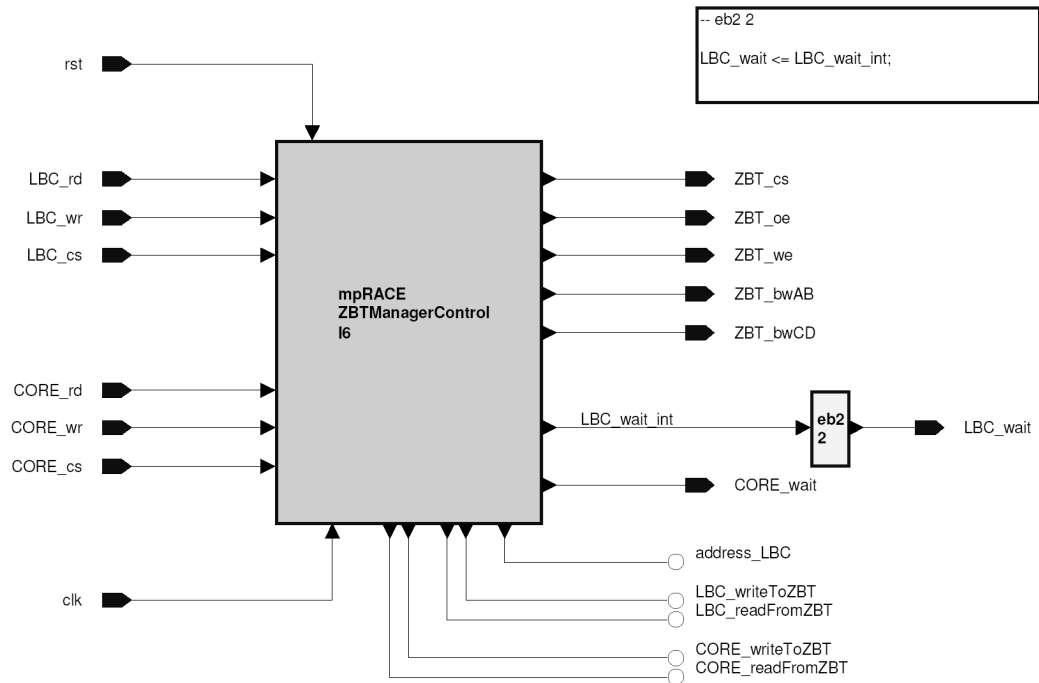 -- eb2 2
LBC_wait <= LBC_wait_int;
rst
LBC_rd
LBC_wr
LBC_cs
CORE_rd
CORE_wr
CORE_cs
clk
mpRACE
ZBTManagerControl
I6
ZBT_cs
ZBT_oe
ZBT_we
ZBT_bwAB
ZBT_bwCD
LBC_wait_int
eb2
2
LBC_wait
CORE_wait
address_LBC
LBC_writeToZBT
LBC_readFromZBT
CORE_writeToZBT
CORE_readFromZBT